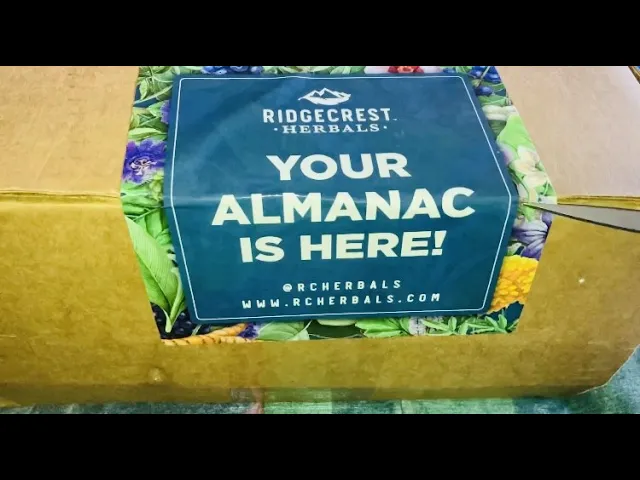 RIDGECREST
· HERBALS ·
YOUR
ALMANAC
IS HERE!
@RCHERBALS
WWW.RCHERBALS.COM